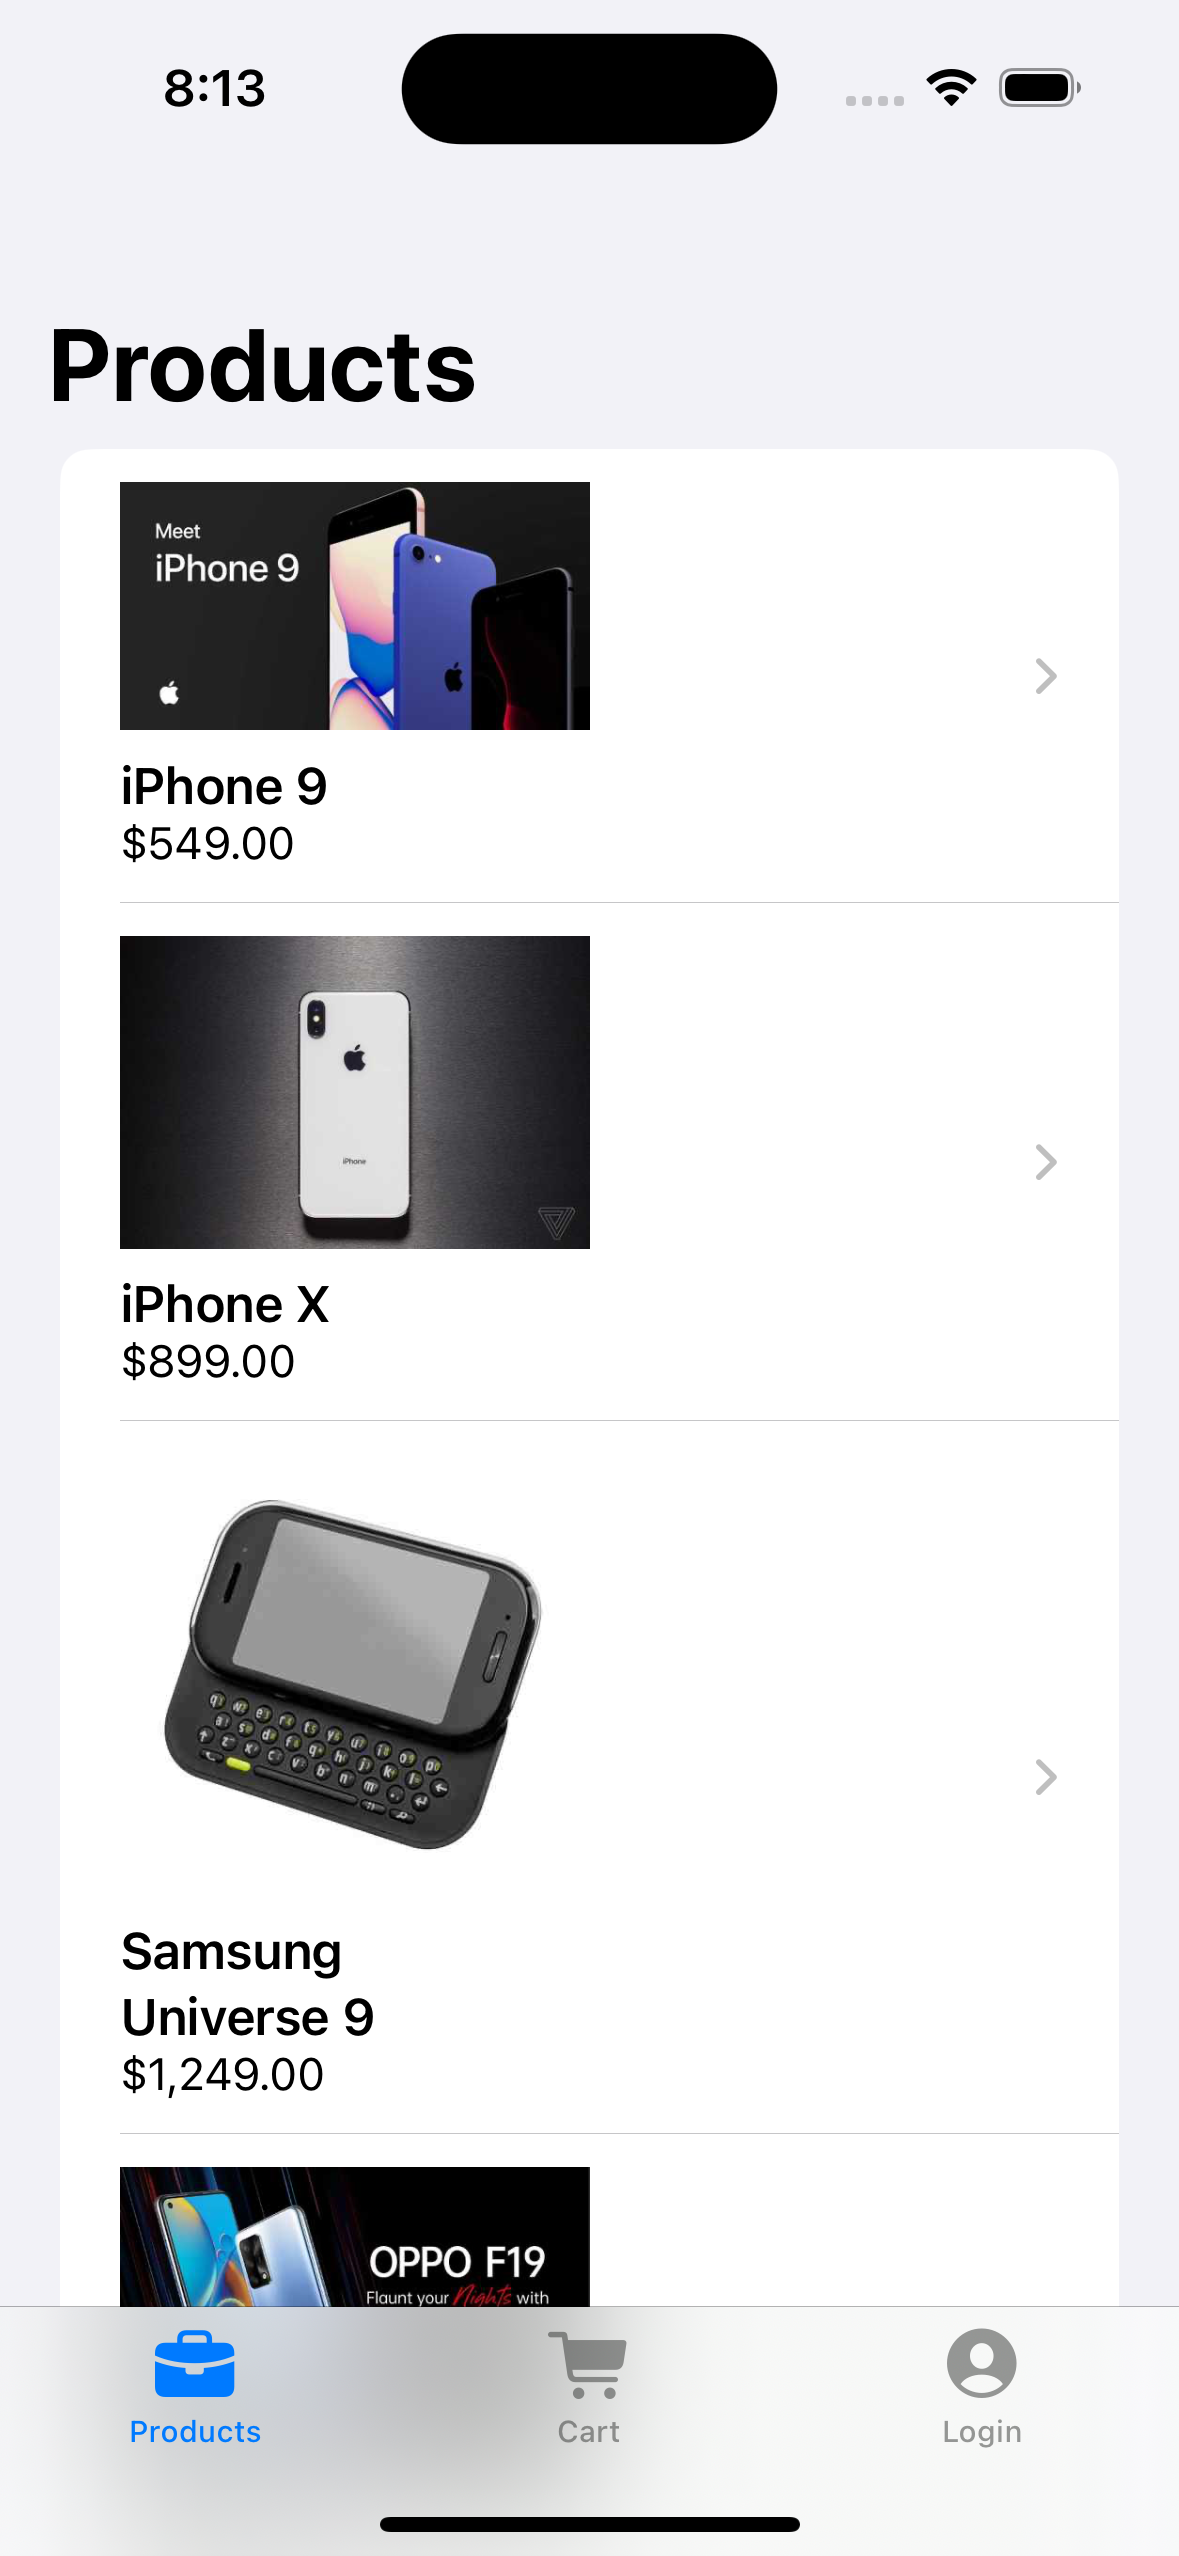 8:13
Products
Meet
iPhone 9
iPhone 9
$549.00
iPhone
iPhone X
$899.00
Samsung
Universe 9
$1,249.00
OPPO F19
Flaunt your Nights with
Products
Cart
Login